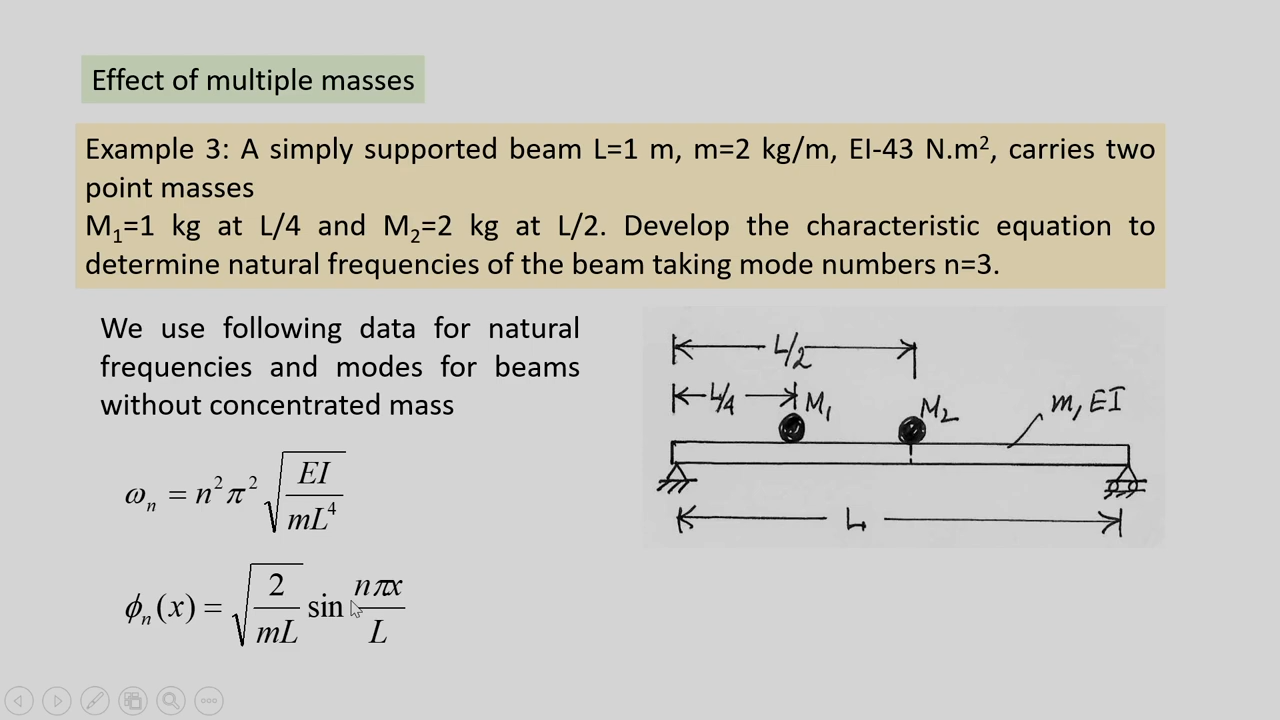 Effect of multiple masses
Example 3: A simply supported beam L=1 m, m=2 kg/m, EI-43 N.m², carries two
point masses
M₁=1 kg at L/4 and M₂=2 kg at L/2. Develop the characteristic equation to
determine natural frequencies of the beam taking mode numbers n=3.
We use following data for natural
frequencies and modes for beams
without concentrated mass
ωₙ = n²π²√(EI/mL⁴)
ϕₙ(x) = √(2/mL) sin nπx/L
L/2
L/4 M₁ M₂ m, EI
L